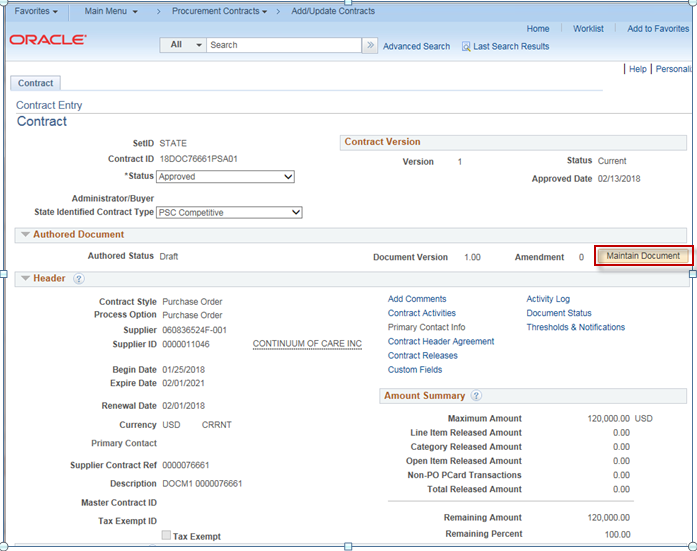 Favorites Main Menu > Procurement Contracts > Add/Update Contracts
Home Worklist Add to Favorites
ORACLE All Search >> Advanced Search Last Search Results
Help Personali
Contract
Contract Entry
Contract
SetID STATE
Contract Version
Contract ID 18DOC76661PSA01
Version 1 Status Current
*Status Approved
Approved Date 02/13/2018
Administrator/Buyer
State Identified Contract Type PSC Competitive
Authored Document
Authored Status Draft Document Version 1.00 Amendment 0 Maintain Document
Header ?
Contract Style Purchase Order
Process Option Purchase Order
Supplier 060836524F-001
Supplier ID 0000011046 CONTINUUM OF CARE INC
Begin Date 01/25/2018
Expire Date 02/01/2021
Renewal Date 02/01/2018
Currency USD CRRNT
Primary Contact
Supplier Contract Ref 0000076661
Description DOCM1 0000076661
Master Contract ID
Tax Exempt ID
Tax Exempt
Add Comments Activity Log
Contract Activities Document Status
Primary Contact Info Thresholds & Notifications
Contract Header Agreement
Contract Releases
Custom Fields
Amount Summary ?
Maximum Amount 120,000.00 USD
Line Item Released Amount 0.00
Category Released Amount 0.00
Open Item Released Amount 0.00
Non-PO PCard Transactions 0.00
Total Released Amount 0.00
Remaining Amount 120,000.00
Remaining Percent 100.00